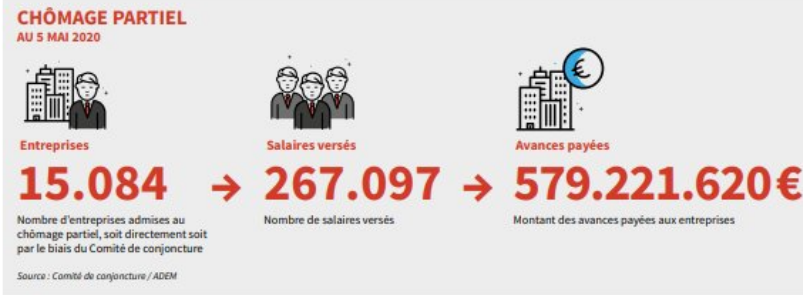 CHÔMAGE PARTIEL
AU 5 MAI 2020
€
Entreprises
15.084
Nombre d'entreprises admises au
chômage partiel, soit directement soit
par le biais du Comité de conjoncture
Salaires versés
267.097
Nombre de salaires versés
Avances payées
579.221.620 €
Montant des avances payées aux entreprises
Source : Comité de conjoncture / ADEM